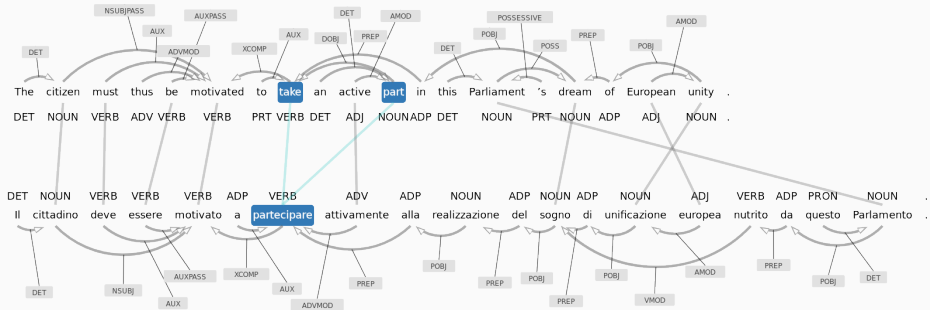 NSUBJPASS AUXPASS DET AMOD POSSESSIVE AMOD
AUX DOBJ PREP POBJ PREP
DET ADVMOD XCOMP AUX DET POSS POBJ
The citizen must thus be motivated to take an active part in this Parliament 's dream of European unity .
DET NOUN VERB ADV VERB VERB PRT VERB DET ADJ NOUN ADP DET NOUN PRT NOUN ADP ADJ NOUN .
DET NOUN VERB VERB VERB ADP VERB ADV ADP NOUN ADP NOUN ADP NOUN ADJ VERB ADP PRON NOUN .
Il cittadino deve essere motivato a partecipare attivamente alla realizzazione del sogno di unificazione europea nutrito da questo Parlamento .
AUXPASS XCOMP POBJ POBJ POBJ AMOD PREP
DET NSUBJ AUX PREP PREP POBJ DET
AUX ADVMOD PREP VMOD